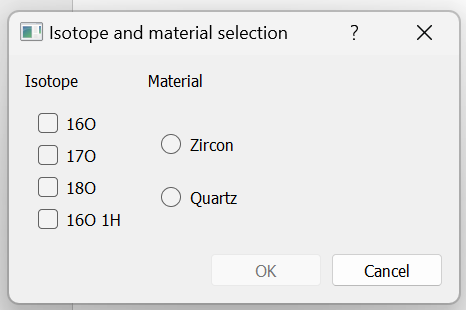 Isotope and material selection ?
Isotope Material
16O
17O
18O
16O 1H
Zircon
Quartz
OK Cancel